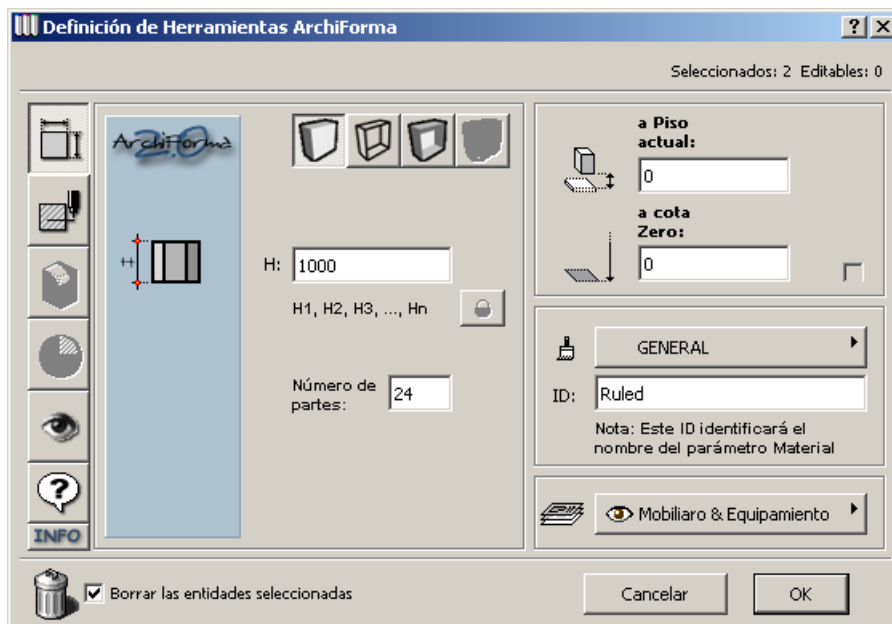 Definición de Herramientas ArchiForma
Seleccionados: 2 Editables: 0
ArchiForma
2.0
H
H: 1000
H1, H2, H3, ..., Hn
Número de
partes: 24
a Piso
actual:
0
a cota
Zero:
0
GENERAL
ID: Ruled
Nota: Este ID identificará el
nombre del parámetro Material
Mobiliaro & Equipamiento
?
INFO
Borrar las entidades seleccionadas
Cancelar
OK